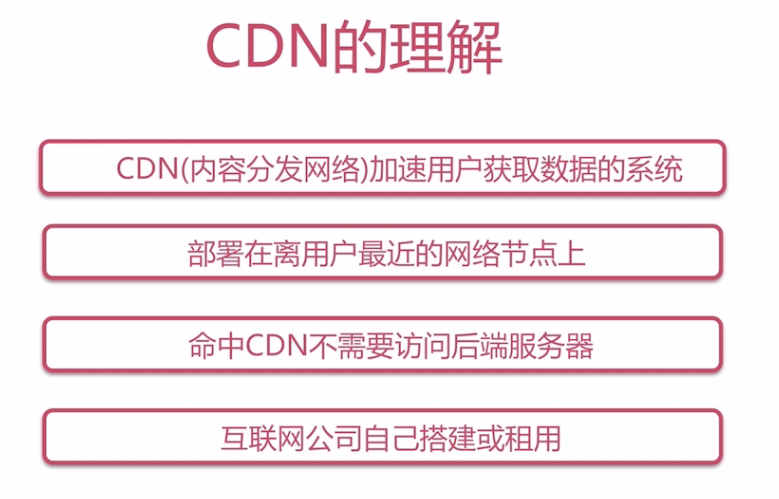 CDN的理解
CDN(内容分发网络)加速用户获取数据的系统
部署在离用户最近的网络节点上
命中CDN不需要访问后端服务器
互联网公司自己搭建或租用